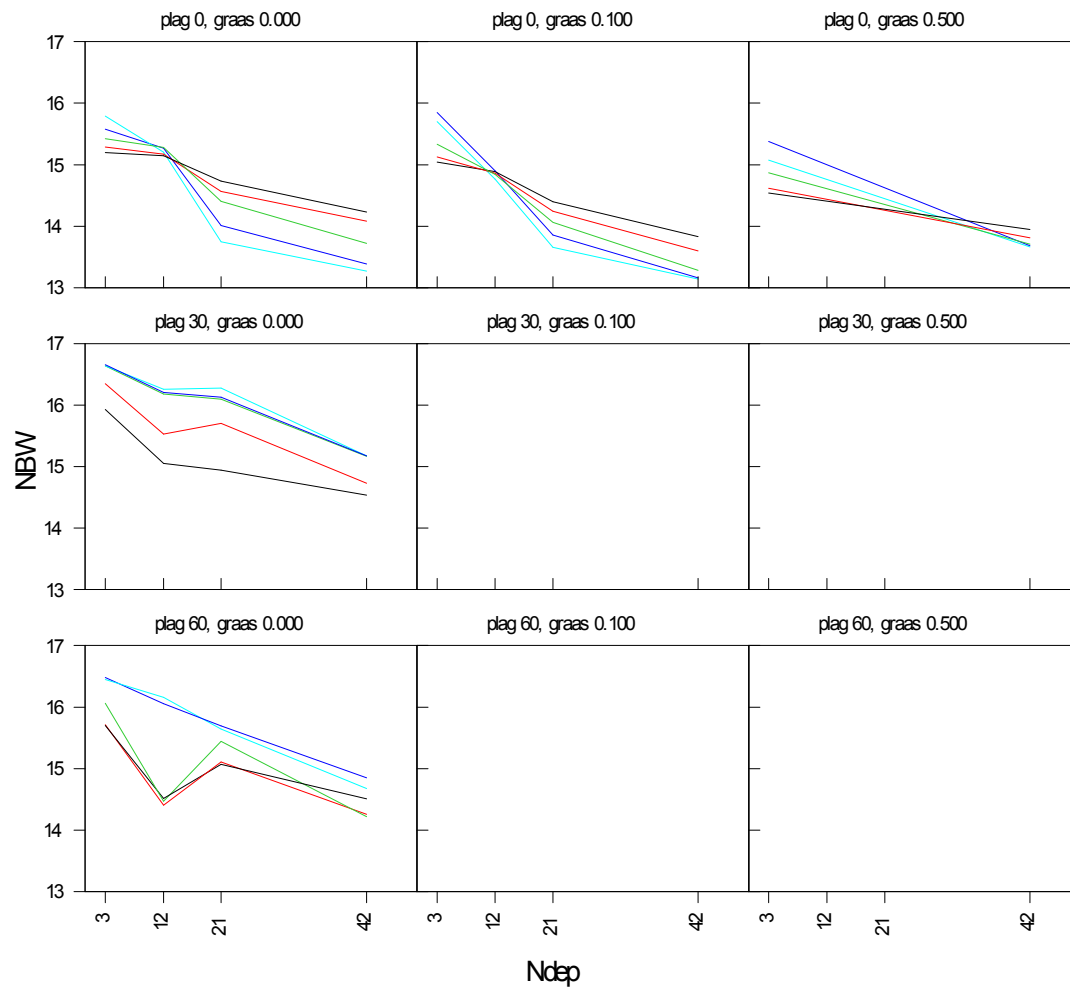 plag 0, graas 0.000
plag 0, graas 0.100
plag 0, graas 0.500
17
16
15
14
13
plag 30, graas 0.000
plag 30, graas 0.100
plag 30, graas 0.500
17
16
15
14
13
NBW
plag 60, graas 0.000
plag 60, graas 0.100
plag 60, graas 0.500
17
16
15
14
13
3
12
21
42
3
12
21
42
3
12
21
42
Ndep